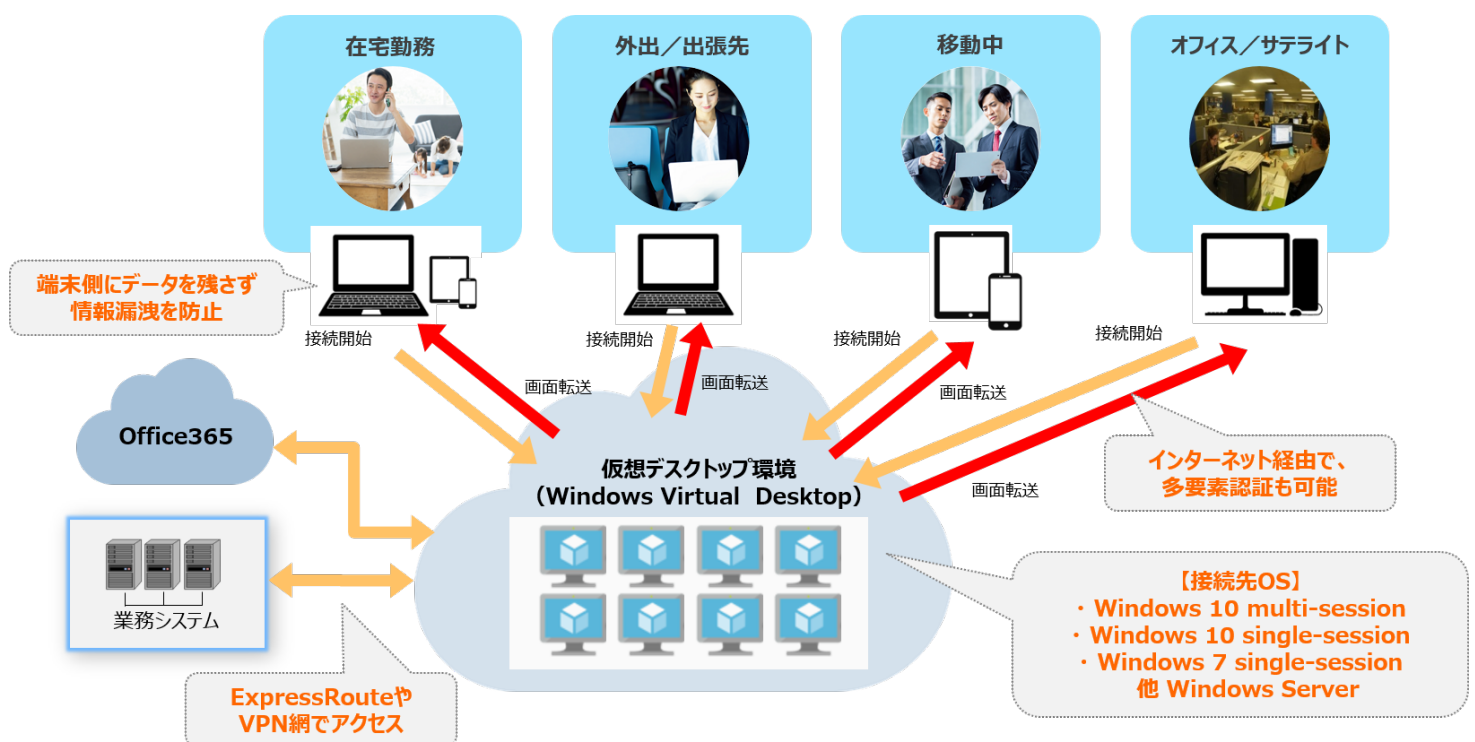 在宅勤務
外出／出張先
移動中
オフィス／サテライト
端末側にデータを残さず
情報漏洩を防止
接続開始
画面転送
接続開始
画面転送
接続開始
画面転送
接続開始
画面転送
Office365
仮想デスクトップ環境
（Windows Virtual Desktop）
インターネット経由で、
多要素認証も可能
業務システム
【接続先OS】
・Windows 10 multi-session
・Windows 10 single-session
・Windows 7 single-session
他 Windows Server
ExpressRouteや
VPN網でアクセス